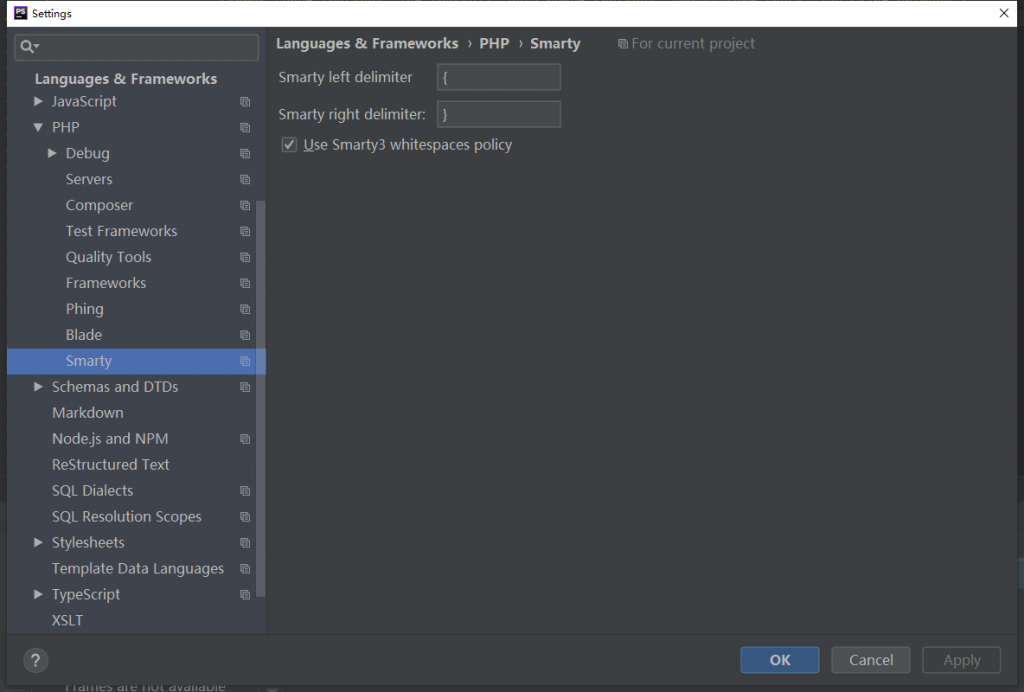 PS Settings
Languages & Frameworks › PHP › Smarty For current project
Languages & Frameworks
JavaScript
PHP
Debug
Servers
Composer
Test Frameworks
Quality Tools
Frameworks
Phing
Blade
Smarty
Schemas and DTDs
Markdown
Node.js and NPM
ReStructured Text
SQL Dialects
SQL Resolution Scopes
Stylesheets
Template Data Languages
TypeScript
XSLT
Smarty left delimiter {
Smarty right delimiter: }
Use Smarty3 whitespaces policy
?
OK Cancel Apply
Frames are not available